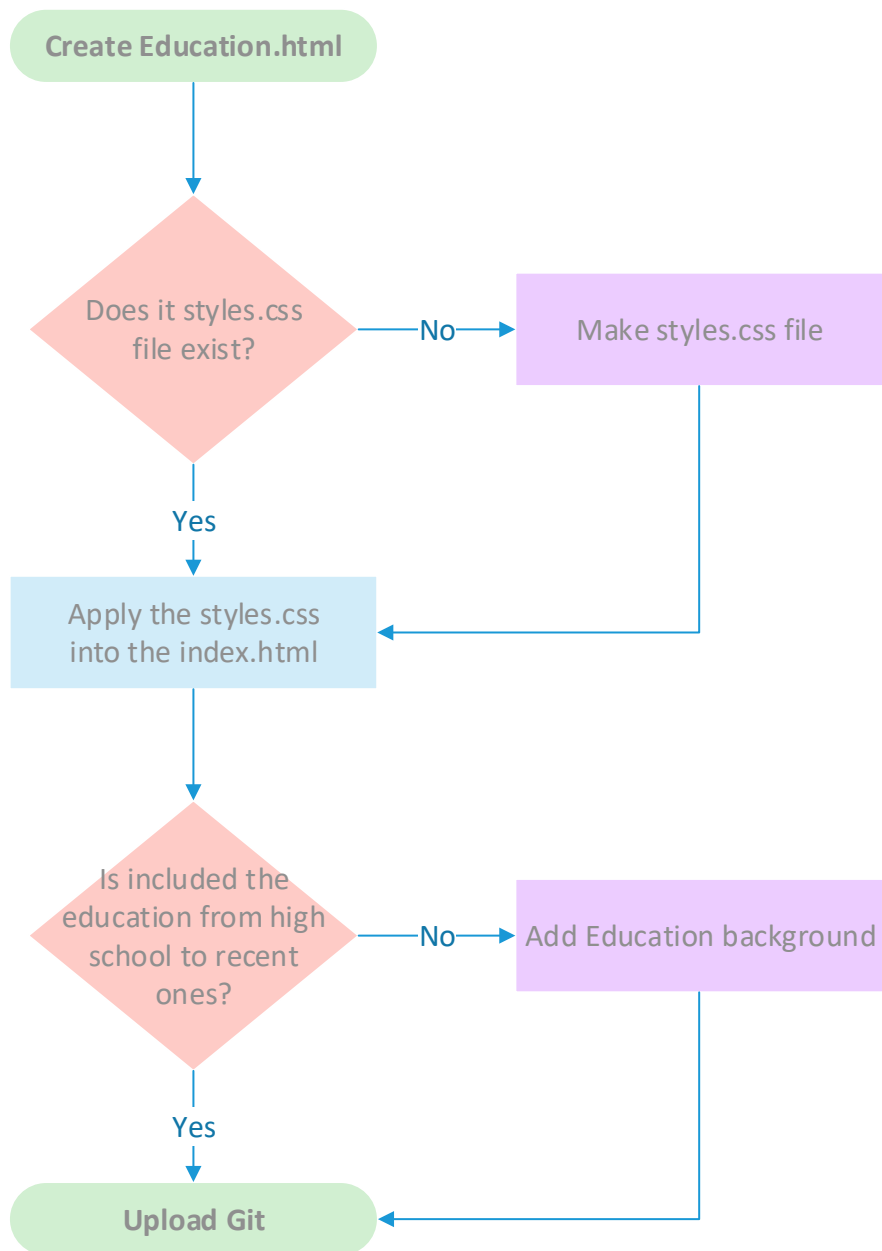 Create Education.html
Does it styles.css
file exist?
No
Make styles.css file
Yes
Apply the styles.css
into the index.html
Is included the
education from high
school to recent
ones?
No
Add Education background
Yes
Upload Git